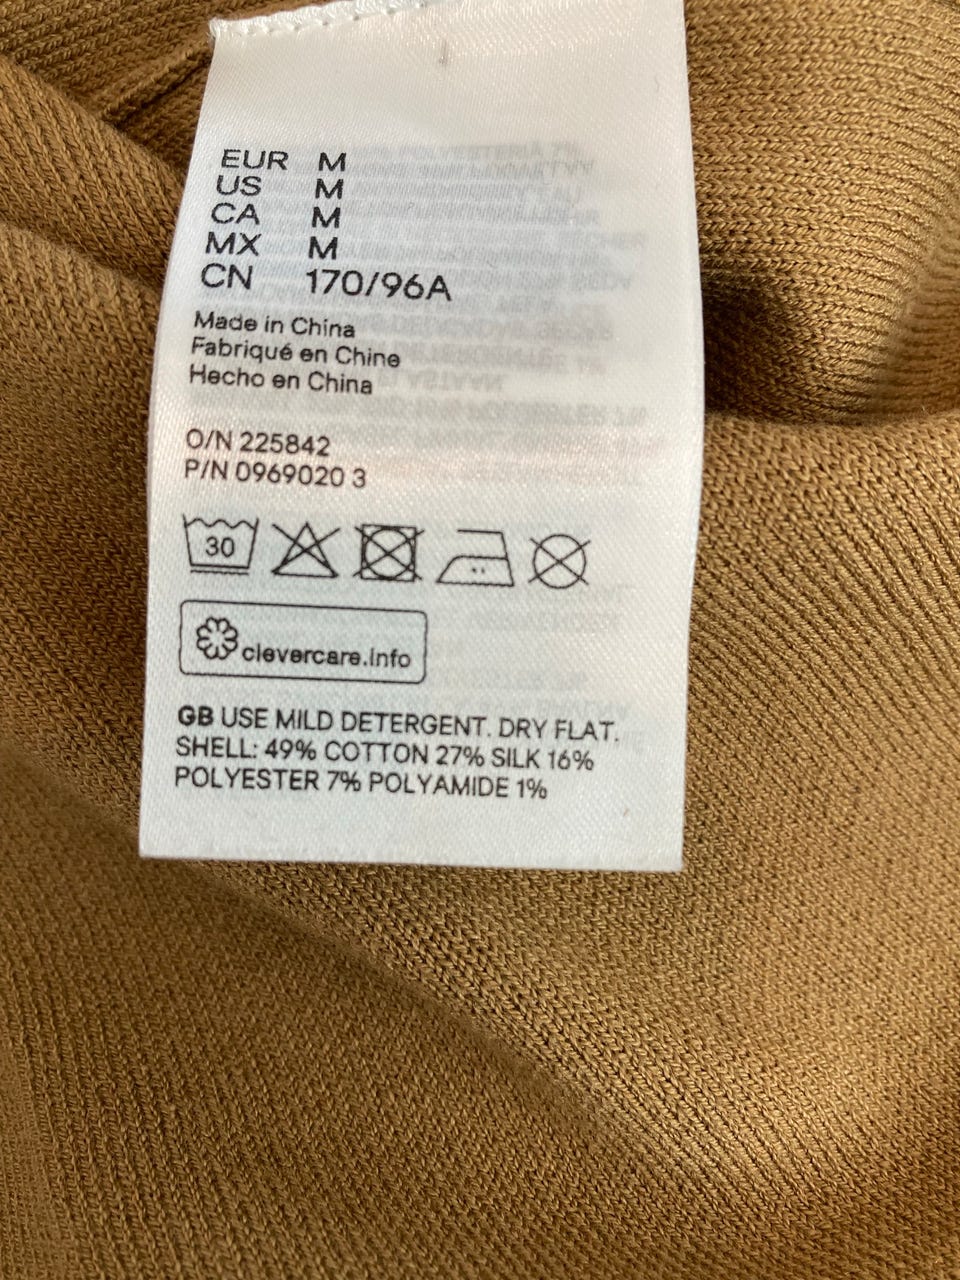 EUR M
US M
CA M
MX M
CN 170/96A
Made in China
Fabriqué en Chine
Hecho en China
O/N 225842
P/N 0969020 3
30
clevercare.info
GB USE MILD DETERGENT. DRY FLAT.
SHELL: 49% COTTON 27% SILK 16%
POLYESTER 7% POLYAMIDE 1%